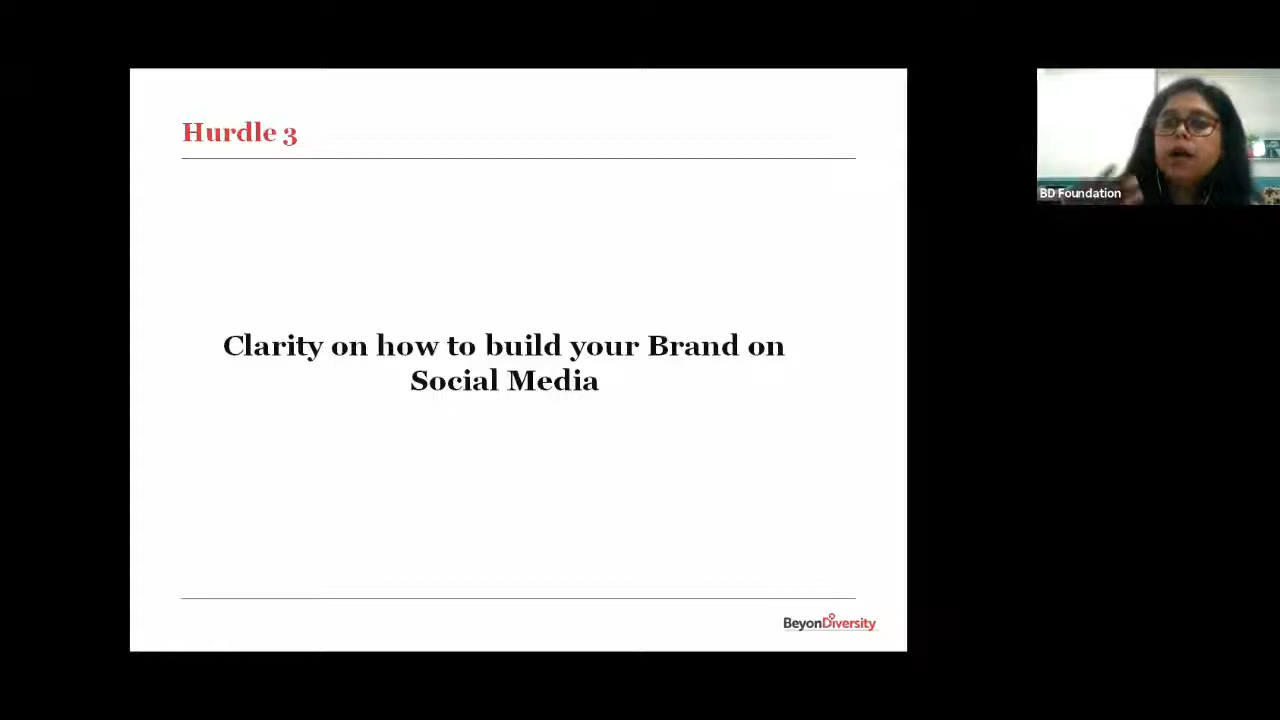 Hurdle 3
Clarity on how to build your Brand on
Social Media
BeyonDiversity
BD Foundation